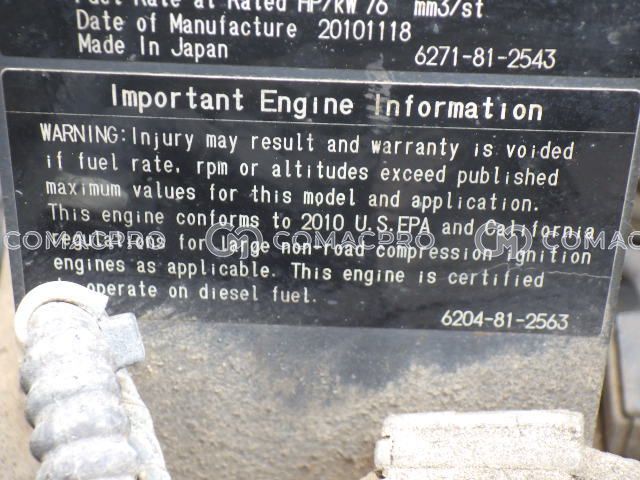 Fuel Rate at Rated HP/kW 76 mm3/st
Date of Manufacture 20101118
Made In Japan 6271-81-2543
Important Engine Information
WARNING:Injury may result and warranty is voided
if fuel rate, rpm or altitudes exceed published
maximum values for this model and application.
This engine conforms to 2010 U.S.EPA and California
regulations for large non-road compression ignition
COMACPRO COMACPRO COMACPRO
engines as applicable. This engine is certified
to operate on diesel fuel.
6204-81-2563